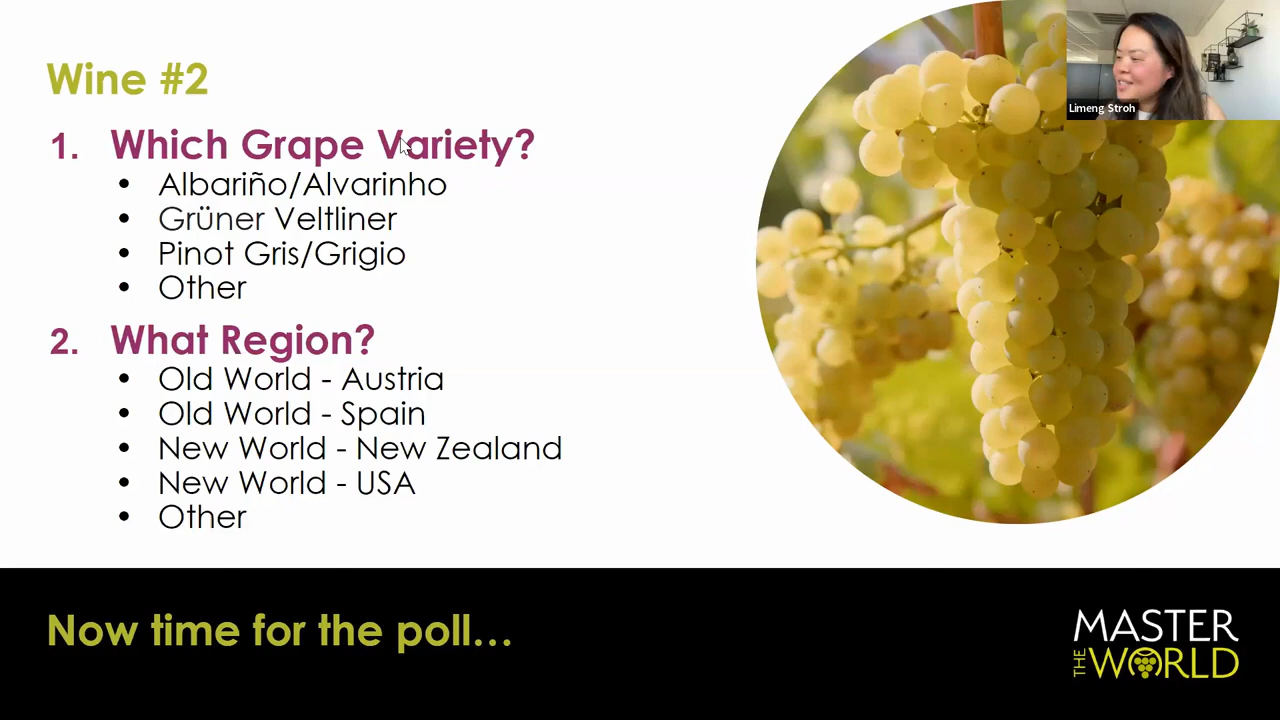 Wine #2
1. Which Grape Variety?
• Albariño/Alvarinho
• Grüner Veltliner
• Pinot Gris/Grigio
• Other
2. What Region?
• Old World - Austria
• Old World - Spain
• New World - New Zealand
• New World - USA
• Other
Limeng Stroh
Now time for the poll...
MASTER
THE WORLD